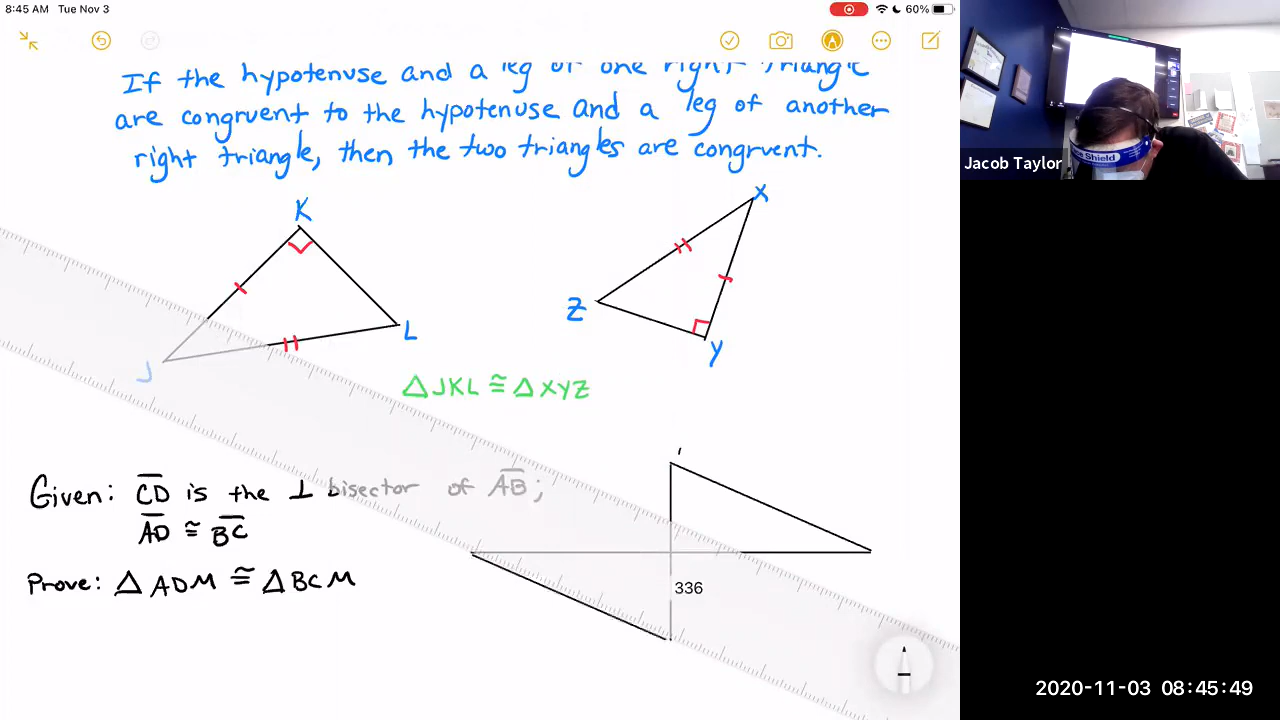 8:45 AM Tue Nov 3
60%
If the hypotenuse and a leg of one right triangle
are congruent to the hypotenuse and a leg of another
right triangle, then the two triangles are congruent.
K
X
Z
L
Y
J
△JKL ≅ △XYZ
Given: CD is the ⊥ bisector of AB;
AD ≅ BC
Prove: △ADM ≅ △BCM
336
Jacob Taylor
Shield
2020-11-03 08:45:49